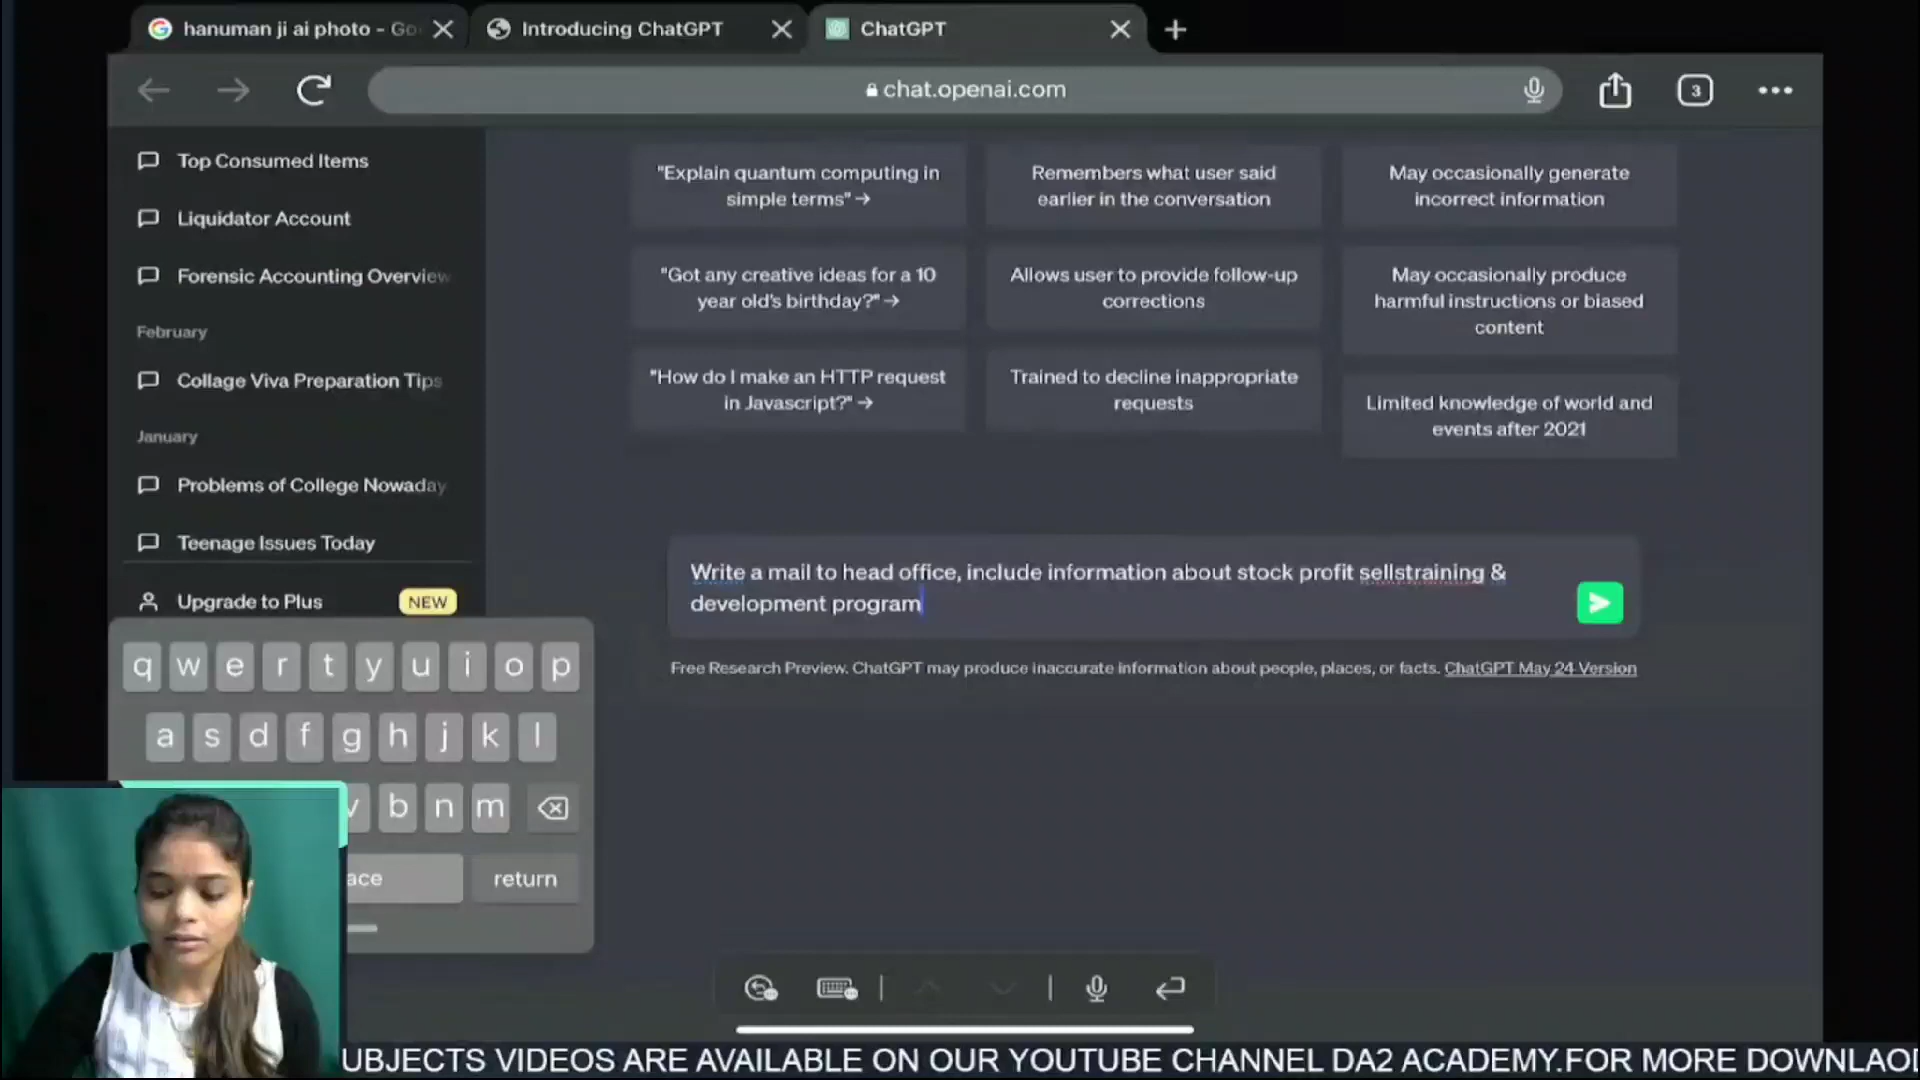 hanuman ji ai photo - Go
Introducing ChatGPT
ChatGPT
chat.openai.com
3
Top Consumed Items
Liquidator Account
Forensic Accounting Overview
February
Collage Viva Preparation Tips
January
Problems of College Nowaday
Teenage Issues Today
Upgrade to Plus
NEW
"Explain quantum computing in
simple terms" →
Remembers what user said
earlier in the conversation
May occasionally generate
incorrect information
"Got any creative ideas for a 10
year old's birthday?" →
Allows user to provide follow-up
corrections
May occasionally produce
harmful instructions or biased
content
"How do I make an HTTP request
in Javascript?" →
Trained to decline inappropriate
requests
Limited knowledge of world and
events after 2021
Write a mail to head office, include information about stock profit sellstraining &
development program
Free Research Preview. ChatGPT may produce inaccurate information about people, places, or facts. ChatGPT May 24 Version
q w e r t y u i o p
a s d f g h j k l
v b n m
ace
return
UBJECTS VIDEOS ARE AVAILABLE ON OUR YOUTUBE CHANNEL DA2 ACADEMY.FOR MORE DOWNLAOD